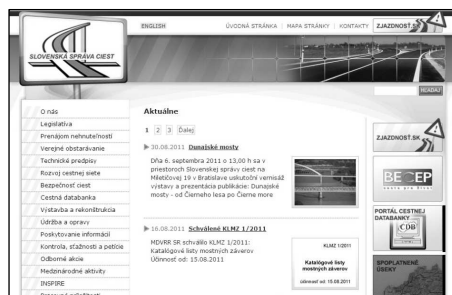 ENGLISH
ÚVODNÁ STRÁNKA | MAPA STRÁNKY | KONTAKTY
ZJAZDNOSŤ.SK
SLOVENSKÁ SPRÁVA CIEST
HĽADAJ
O nás
Legislatíva
Prenájom nehnuteľností
Verejné obstarávanie
Technické predpisy
Rozvoj cestnej siete
Bezpečnosť ciest
Cestná databanka
Výstavba a rekonštrukcia
Údržba a opravy
Poskytovanie informácií
Kontrola, sťažnosti a petície
Odborné akcie
Medzinárodné aktivity
INSPIRE
Pracovné príležitosti
Aktuálne
1 2 3 Ďalej
30.08.2011 Dunajské mosty
Dňa 6. septembra 2011 o 13,00 h sa v
priestoroch Slovenskej správy ciest na
Miletičovej 19 v Bratislave uskutoční vernisáž
výstavy a prezentácia publikácie: Dunajské
mosty - od Čierneho lesa po Čierne more
16.08.2011 Schválené KLMZ 1/2011
MDVRR SR schválilo KLMZ 1/2011:
Katalógové listy mostných záverov
Účinnosť od: 15.08.2011
KLMZ 1/2011
Katalógové listy
mostných záverov
účinnosť od: 15.08.2011
ZJAZDNOSŤ.SK
BECEP
PORTÁL CESTNEJ
DATABANKY
CDB
SPOPLATNENÉ
ÚSEKY